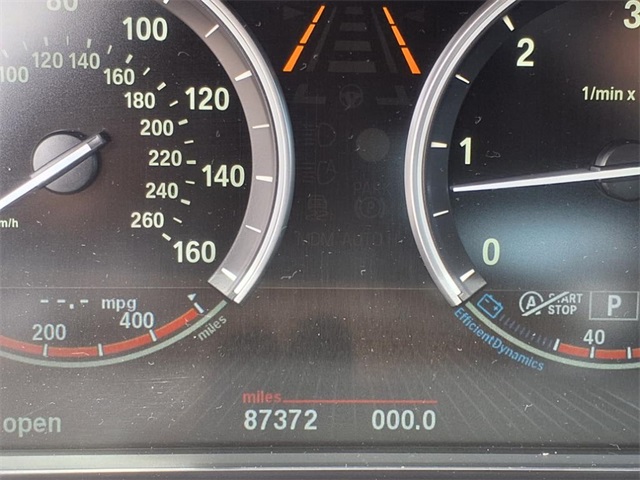 80
100
100 120 140
160
180
200
220
240
260
120
140
160
m/h
3
2
1
0
1/min x
--.- mpg
200 400
miles
A START STOP
P
EfficientDynamics
40
miles
87372 000.0
open